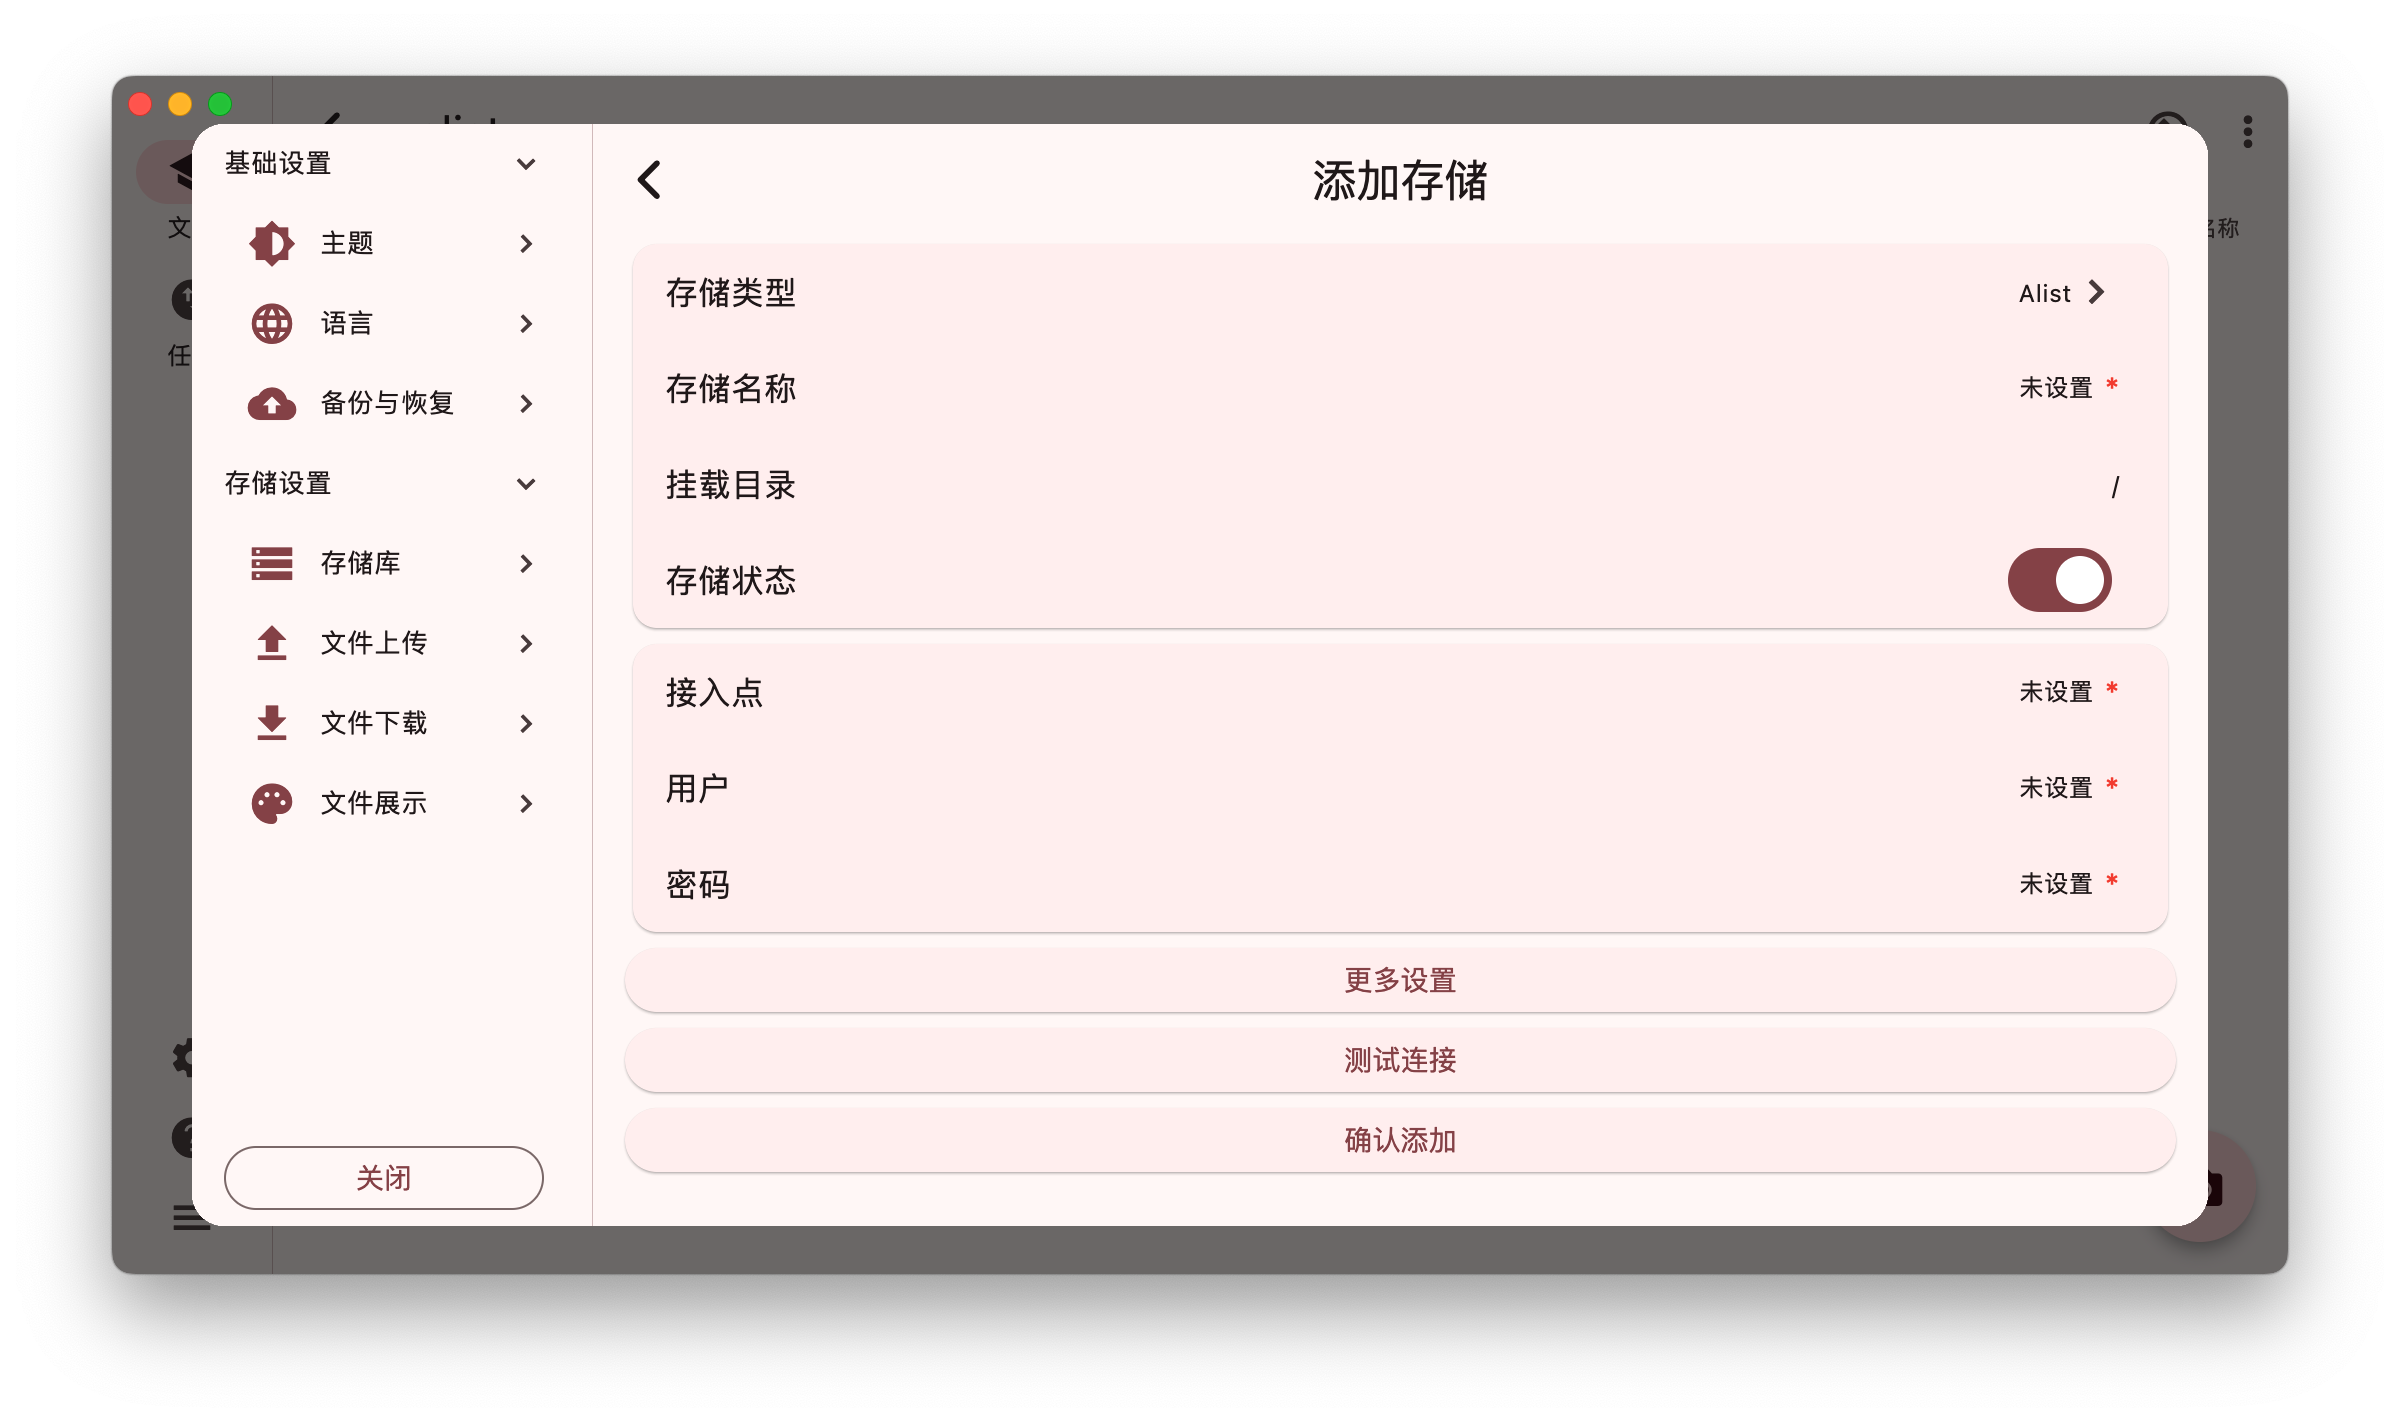 基础设置
主题
语言
备份与恢复
存储设置
存储库
文件上传
文件下载
文件展示
关闭
添加存储
存储类型 Alist
存储名称 未设置 *
挂载目录 /
存储状态
接入点 未设置 *
用户 未设置 *
密码 未设置 *
更多设置
测试连接
确认添加
文
任
名称